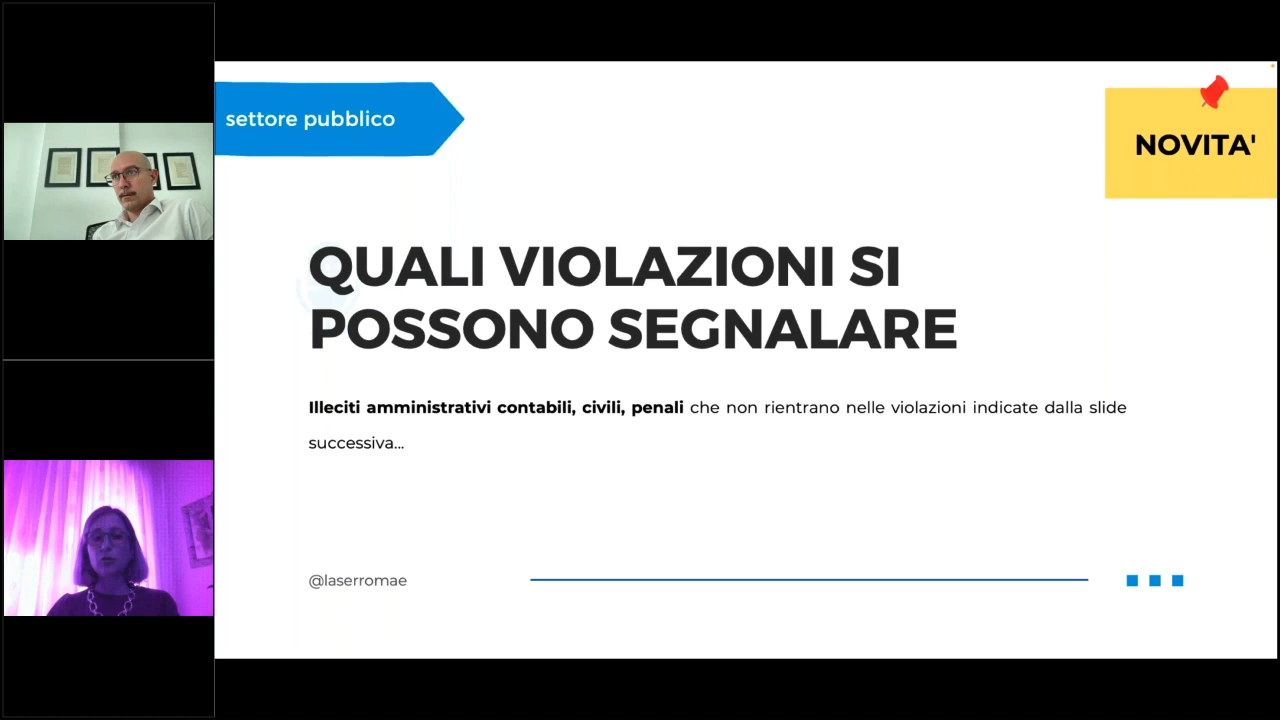 settore pubblico
NOVITA'
QUALI VIOLAZIONI SI
POSSONO SEGNALARE
Illeciti amministrativi contabili, civili, penali che non rientrano nelle violazioni indicate dalla slide
successiva...
@laserromae